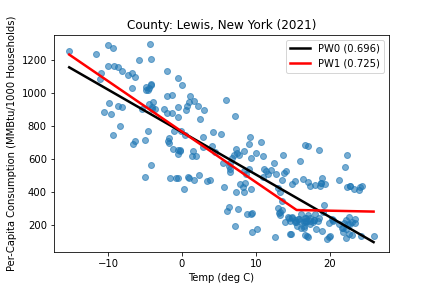 County: Lewis, New York (2021)
PW0 (0.696)
PW1 (0.725)
Per-Capita Consumption (MMBtu/1000 Households)
1200
1000
800
600
400
200
−10
0
10
20
Temp (deg C)